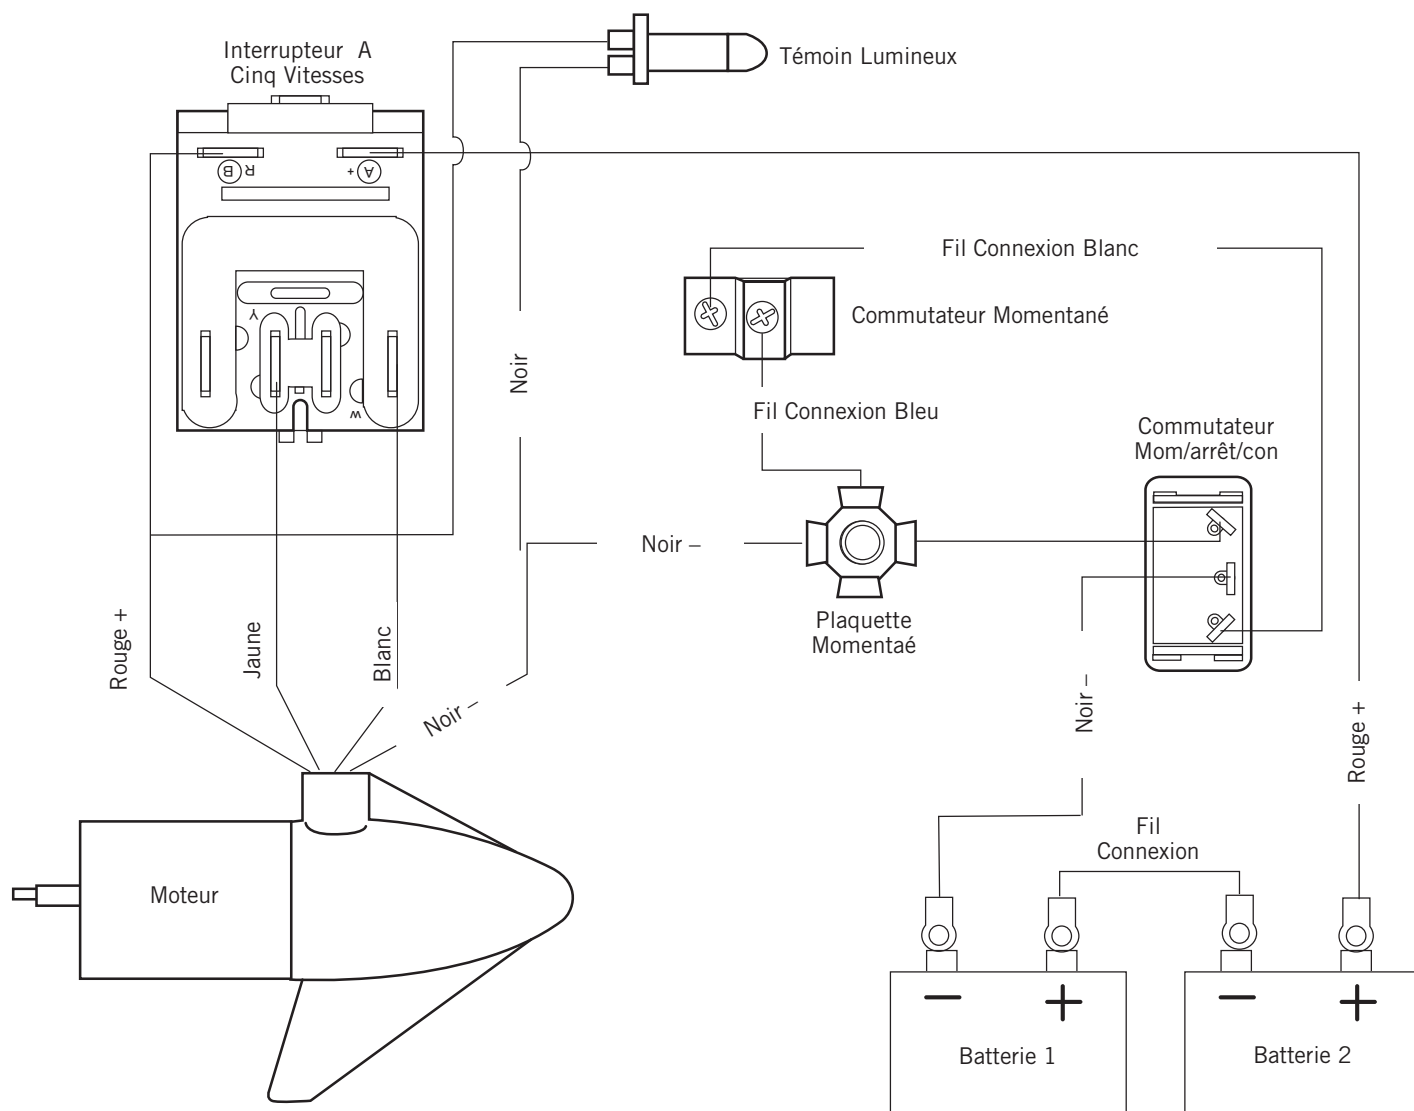 Interrupteur A
Cinq Vitesses
Témoin Lumineux
B R
+ A
Fil Connexion Blanc
Commutateur Momentané
Y
W
Noir
Fil Connexion Bleu
Commutateur
Mom/arrêt/con
Noir –
Plaquette
Momentaé
Rouge +
Jaune
Blanc
Noir –
Noir –
Rouge +
Fil
Connexion
Moteur
– +
– +
Batterie 1
Batterie 2